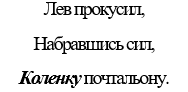 Лев прокусил,
Набравшись сил,
Коленку почтальону.